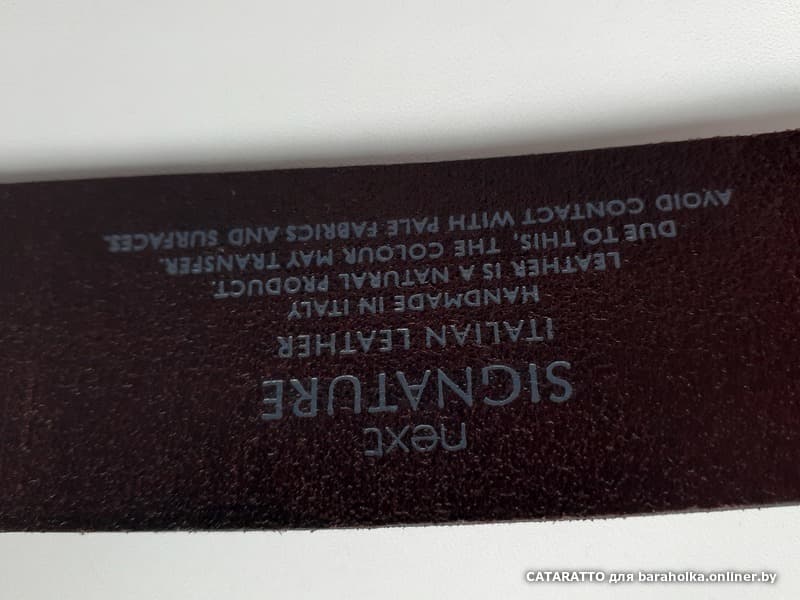 next
SIGNATURE
ITALIAN LEATHER
HANDMADE IN ITALY
LEATHER IS A NATURAL PRODUCT.
DUE TO THIS, THE COLOUR MAY TRANSFER.
AVOID CONTACT WITH PALE FABRICS AND SURFACES.
CATARATTO для baraholka.onliner.by